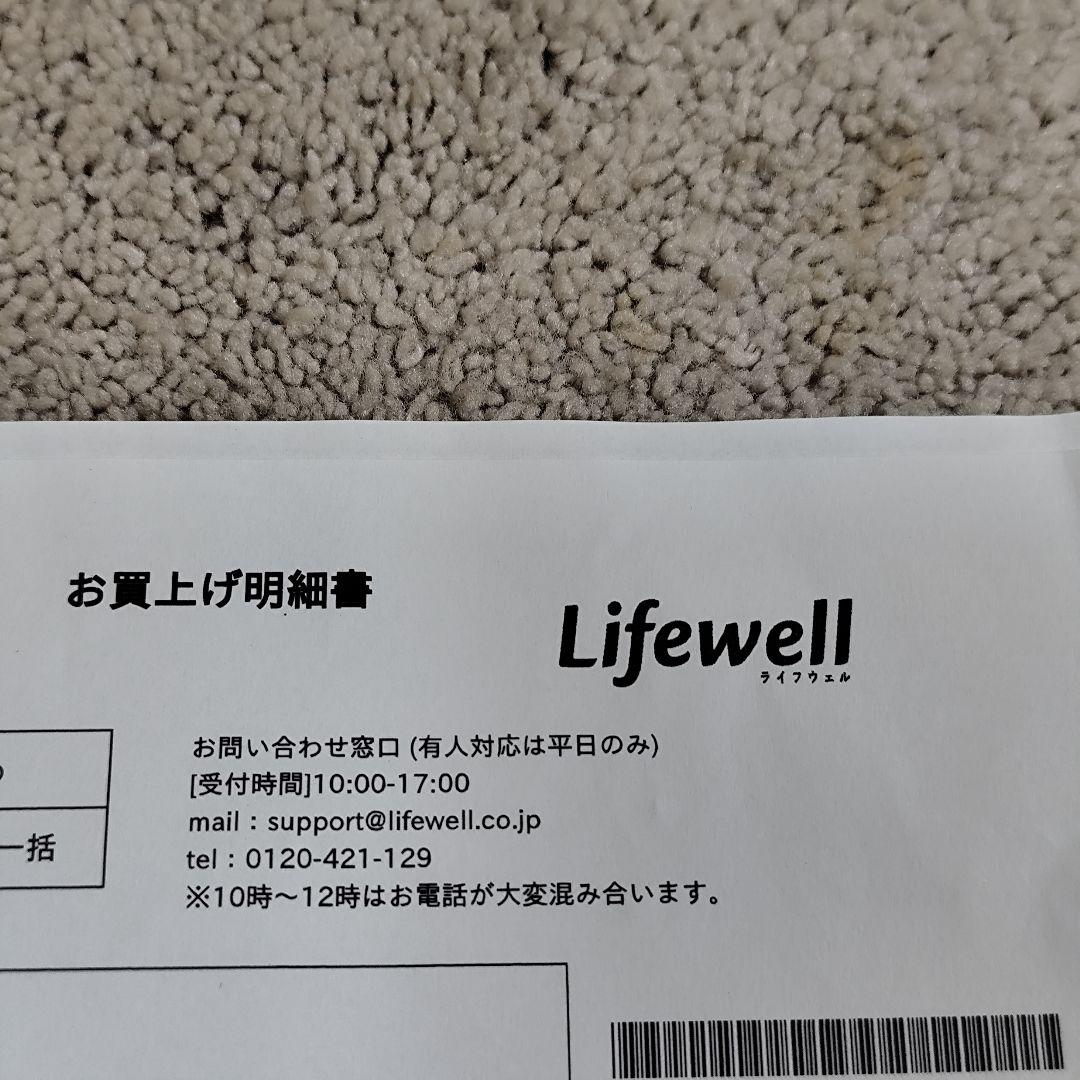 お買上げ明細書
Lifewell
ライフウェル
お問い合わせ窓口 (有人対応は平日のみ)
[受付時間]10:00-17:00
mail：support@lifewell.co.jp
一括
tel：0120-421-129
※10時～12時はお電話が大変混み合います。